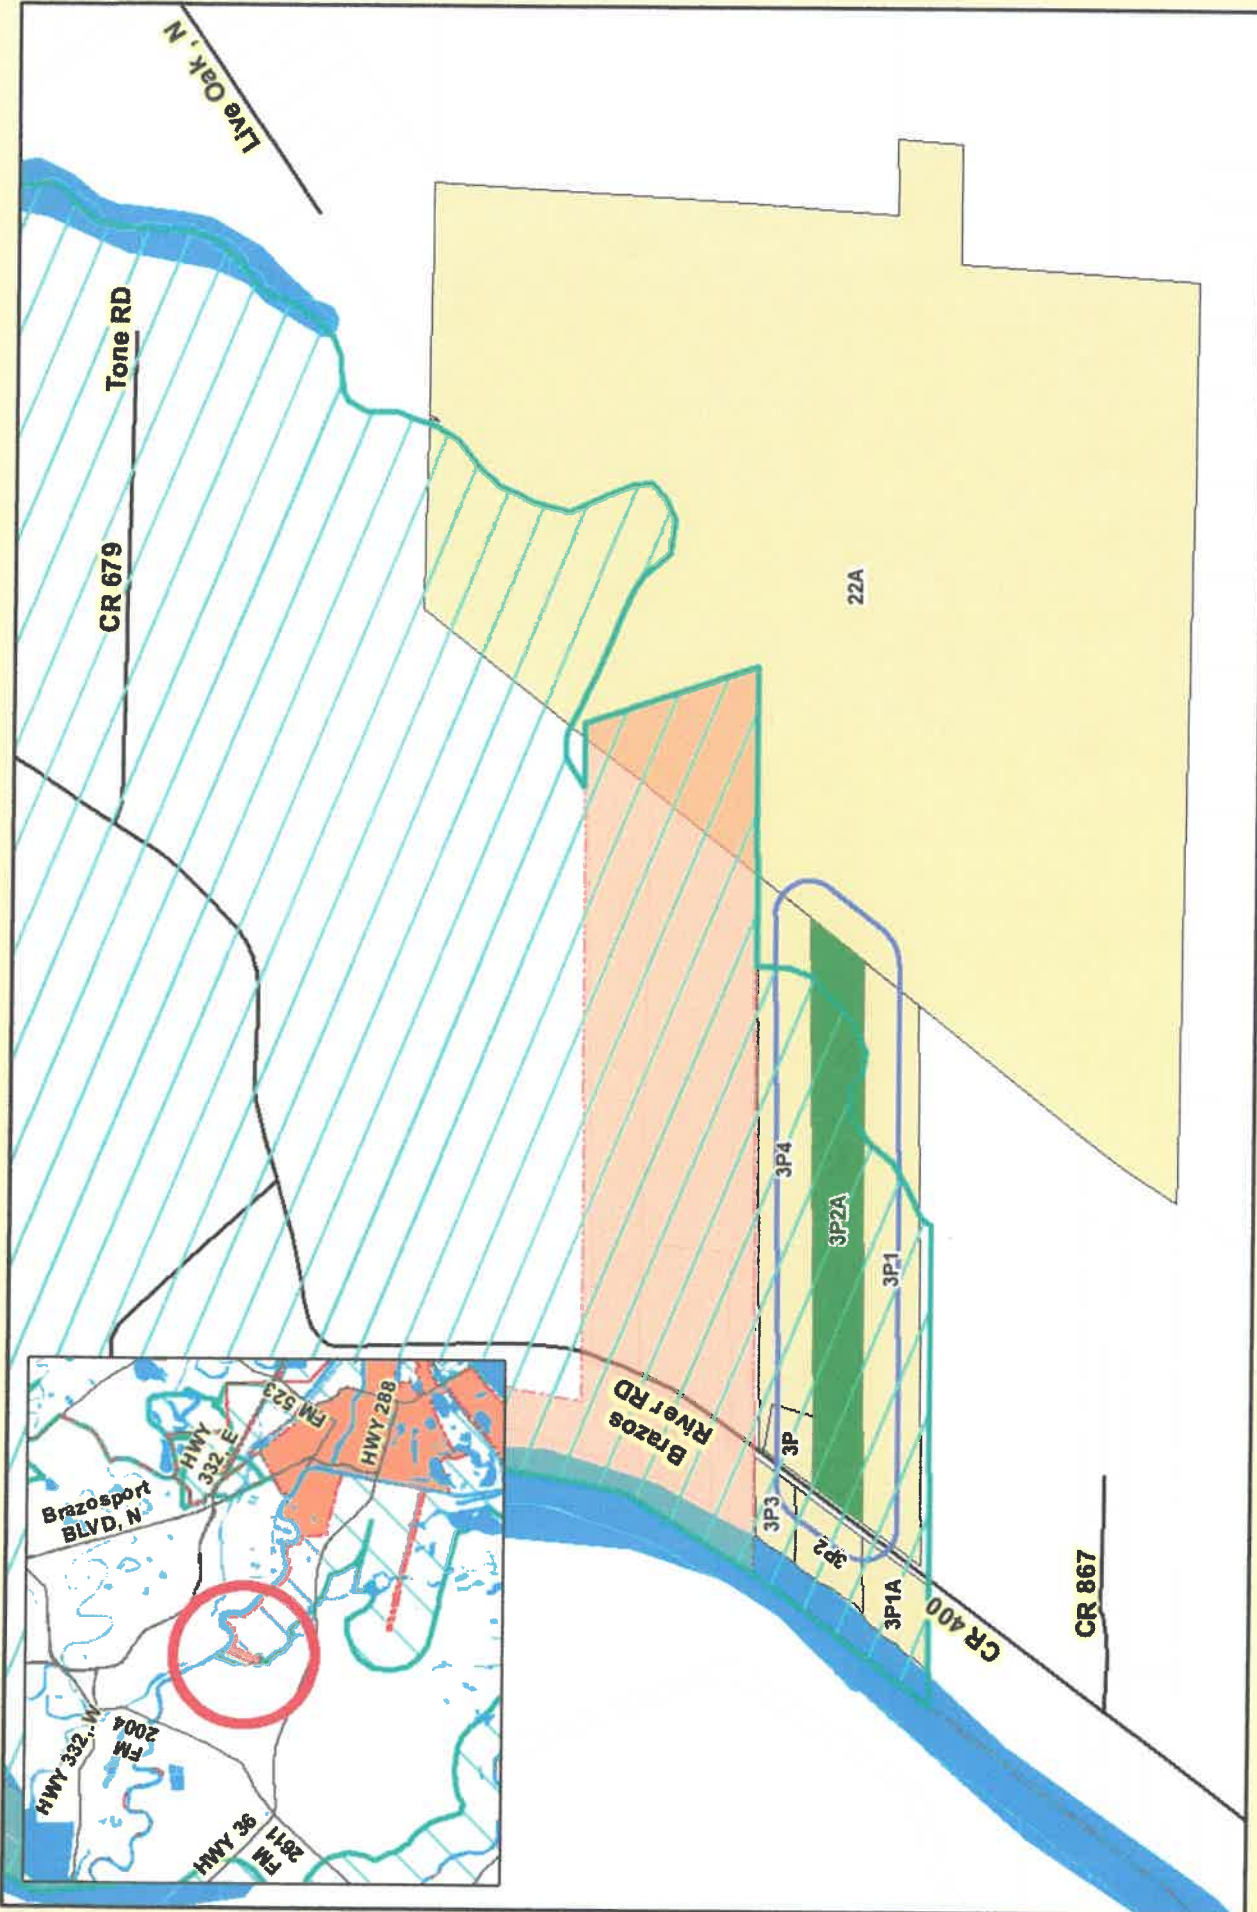 Live Oak , N
Tone RD
CR 679
22A
3P4
3P2A
3P1
3P
3P3
3P2
3P1A
Brazos
River RD
CR 400
CR 867
Brazosport
BLVD, N
HWY
332, E
FM 523
HWY 288
HWY 332, W
FM
2004
HWY 36
FM
2611